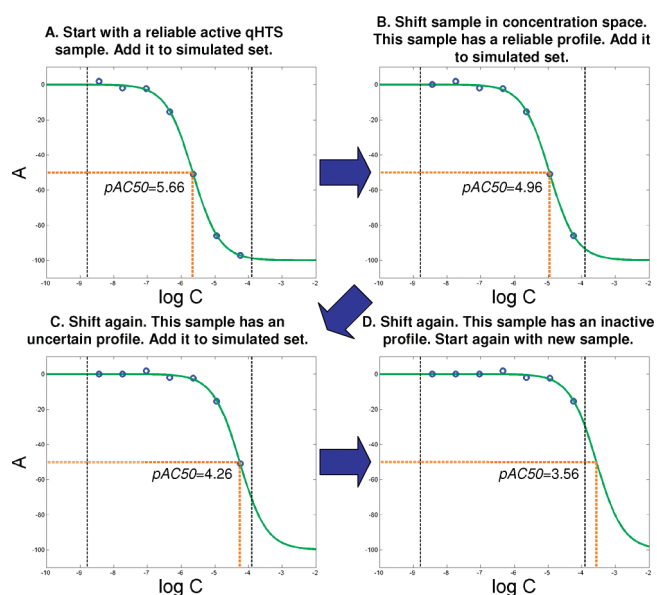 A. Start with a reliable active qHTS
sample. Add it to simulated set.
B. Shift sample in concentration space.
This sample has a reliable profile. Add it
to simulated set.
0
-20
-40
-60
-80
-100
A
pAC50=5.66
-10 -9 -8 -7 -6 -5 -4 -3 -2
log C
0
-20
-40
-60
-80
-100
pAC50=4.96
-10 -9 -8 -7 -6 -5 -4 -3 -2
log C
C. Shift again. This sample has an
uncertain profile. Add it to simulated set.
D. Shift again. This sample has an inactive
profile. Start again with new sample.
0
-20
-40
-60
-80
-100
A
pAC50=4.26
-10 -9 -8 -7 -6 -5 -4 -3 -2
log C
0
-20
-40
-60
-80
-100
pAC50=3.56
-10 -9 -8 -7 -6 -5 -4 -3 -2
log C